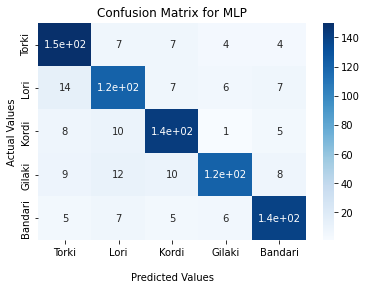 Confusion Matrix for MLP
Actual Values
Torki 1.5e+02 7 7 4 4
Lori 14 1.2e+02 7 6 7
Kordi 8 10 1.4e+02 1 5
Gilaki 9 12 10 1.2e+02 8
Bandari 5 7 5 6 1.4e+02
Torki Lori Kordi Gilaki Bandari
Predicted Values
140
120
100
80
60
40
20